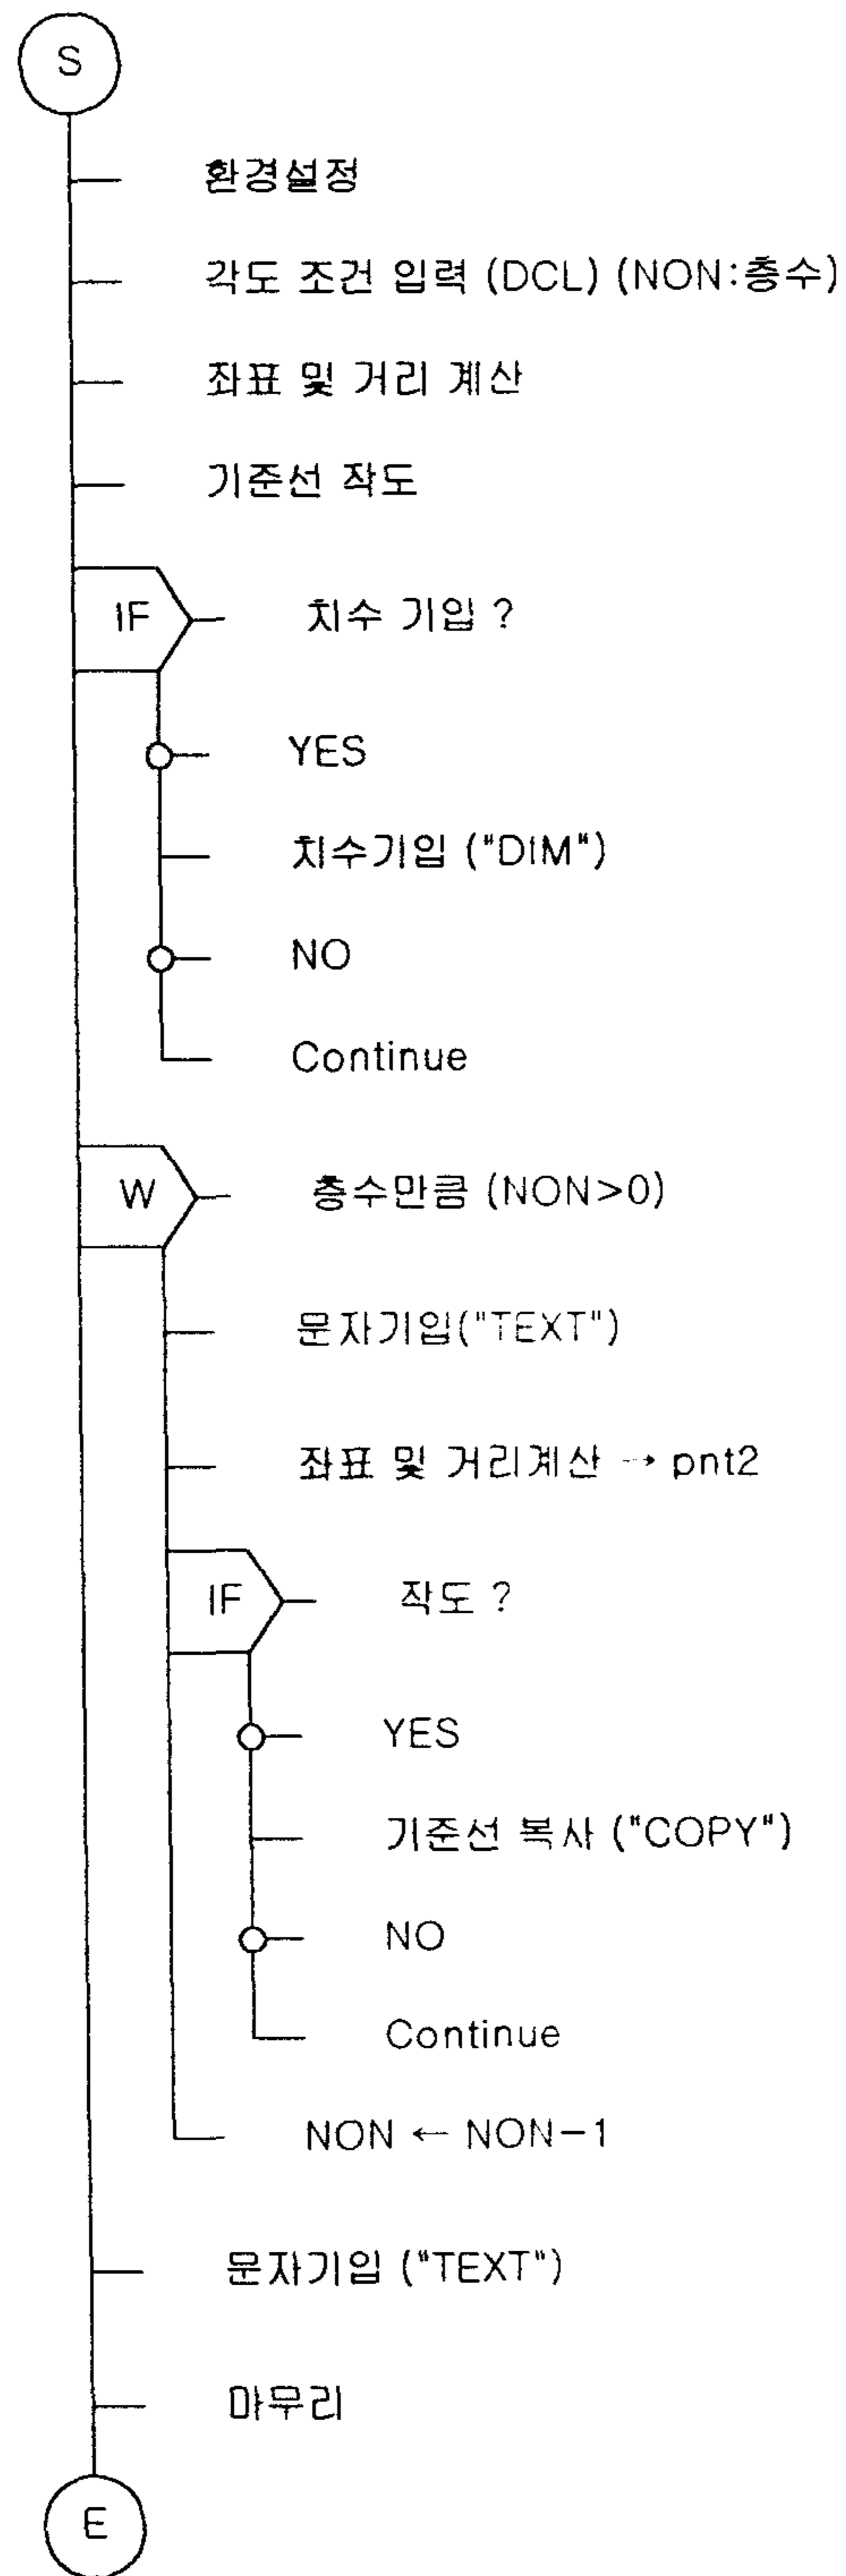 S
환경설정
각도 조건 입력 (DCL) (NON:층수)
좌표 및 거리 계산
기준선 작도
IF 치수 기입 ?
YES
치수기입 ("DIM")
NO
Continue
W 층수만큼 (NON>0)
문자기입("TEXT")
좌표 및 거리계산 → pnt2
IF 작도 ?
YES
기준선 복사 ("COPY")
NO
Continue
NON ← NON-1
문자기입 ("TEXT")
마무리
E